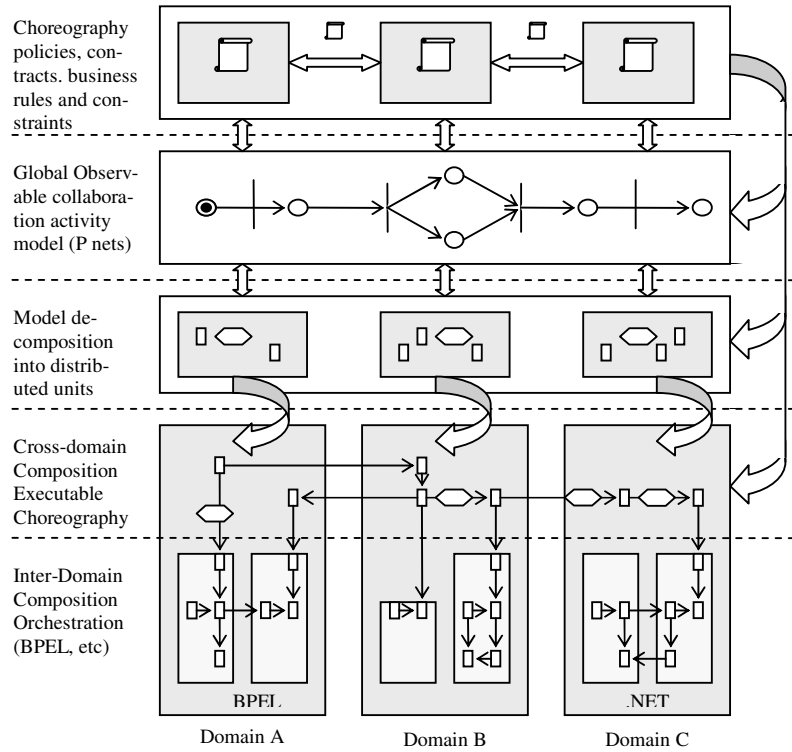 Choreography
policies, con-
tracts. business
rules and con-
straints
Global Observ-
able collabora-
tion activity
model (P nets)
Model de-
composition
into distrib-
uted units
Cross-domain
Composition
Executable
Choreography
Inter-Domain
Composition
Orchestration
(BPEL, etc)
BPEL
.NET
Domain A
Domain B
Domain C